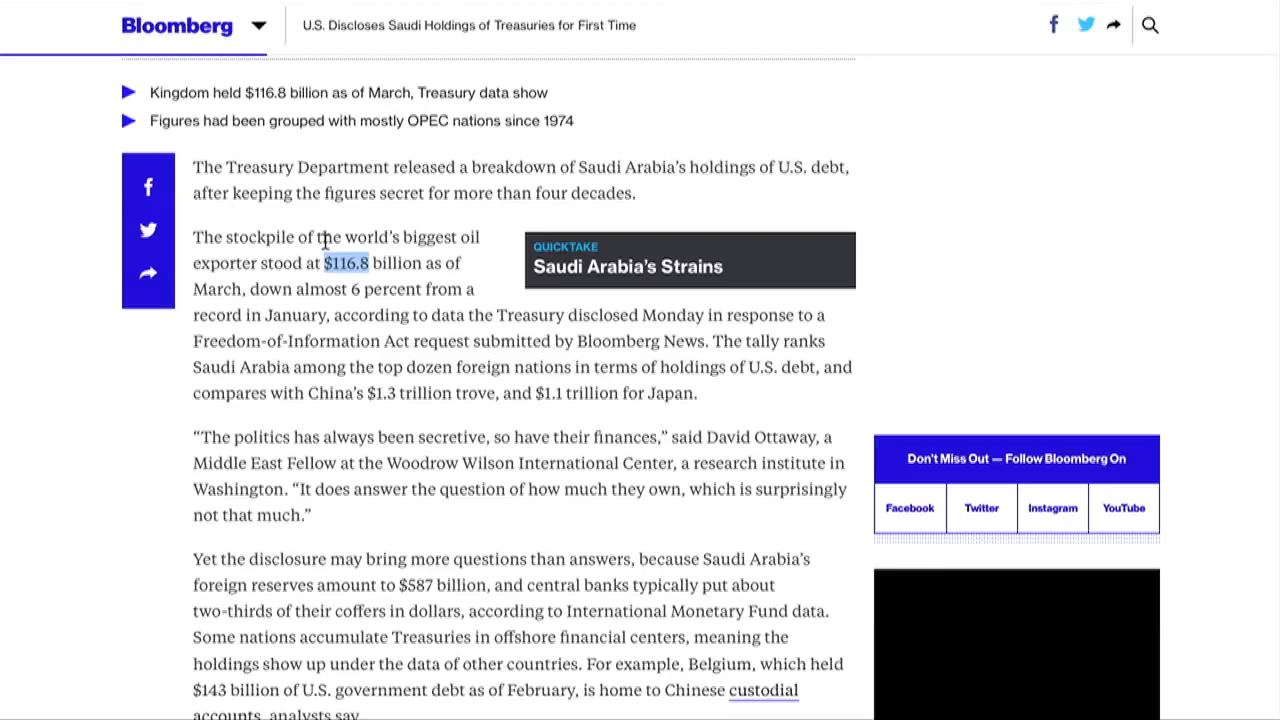 Bloomberg
U.S. Discloses Saudi Holdings of Treasuries for First Time
Kingdom held $116.8 billion as of March, Treasury data show
Figures had been grouped with mostly OPEC nations since 1974
The Treasury Department released a breakdown of Saudi Arabia’s holdings of U.S. debt,
after keeping the figures secret for more than four decades.
The stockpile of the world’s biggest oil
exporter stood at $116.8 billion as of
March, down almost 6 percent from a
record in January, according to data the Treasury disclosed Monday in response to a
Freedom-of-Information Act request submitted by Bloomberg News. The tally ranks
Saudi Arabia among the top dozen foreign nations in terms of holdings of U.S. debt, and
compares with China’s $1.3 trillion trove, and $1.1 trillion for Japan.
QUICKTAKE
Saudi Arabia’s Strains
“The politics has always been secretive, so have their finances,” said David Ottaway, a
Middle East Fellow at the Woodrow Wilson International Center, a research institute in
Washington. “It does answer the question of how much they own, which is surprisingly
not that much.”
Yet the disclosure may bring more questions than answers, because Saudi Arabia’s
foreign reserves amount to $587 billion, and central banks typically put about
two-thirds of their coffers in dollars, according to International Monetary Fund data.
Some nations accumulate Treasuries in offshore financial centers, meaning the
holdings show up under the data of other countries. For example, Belgium, which held
$143 billion of U.S. government debt as of February, is home to Chinese custodial
accounts, analysts say.
Don’t Miss Out — Follow Bloomberg On
Facebook
Twitter
Instagram
YouTube